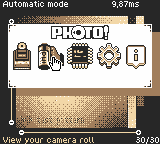 Automatic mode 9,87ms
PHOTO!
View your camera roll 30/30